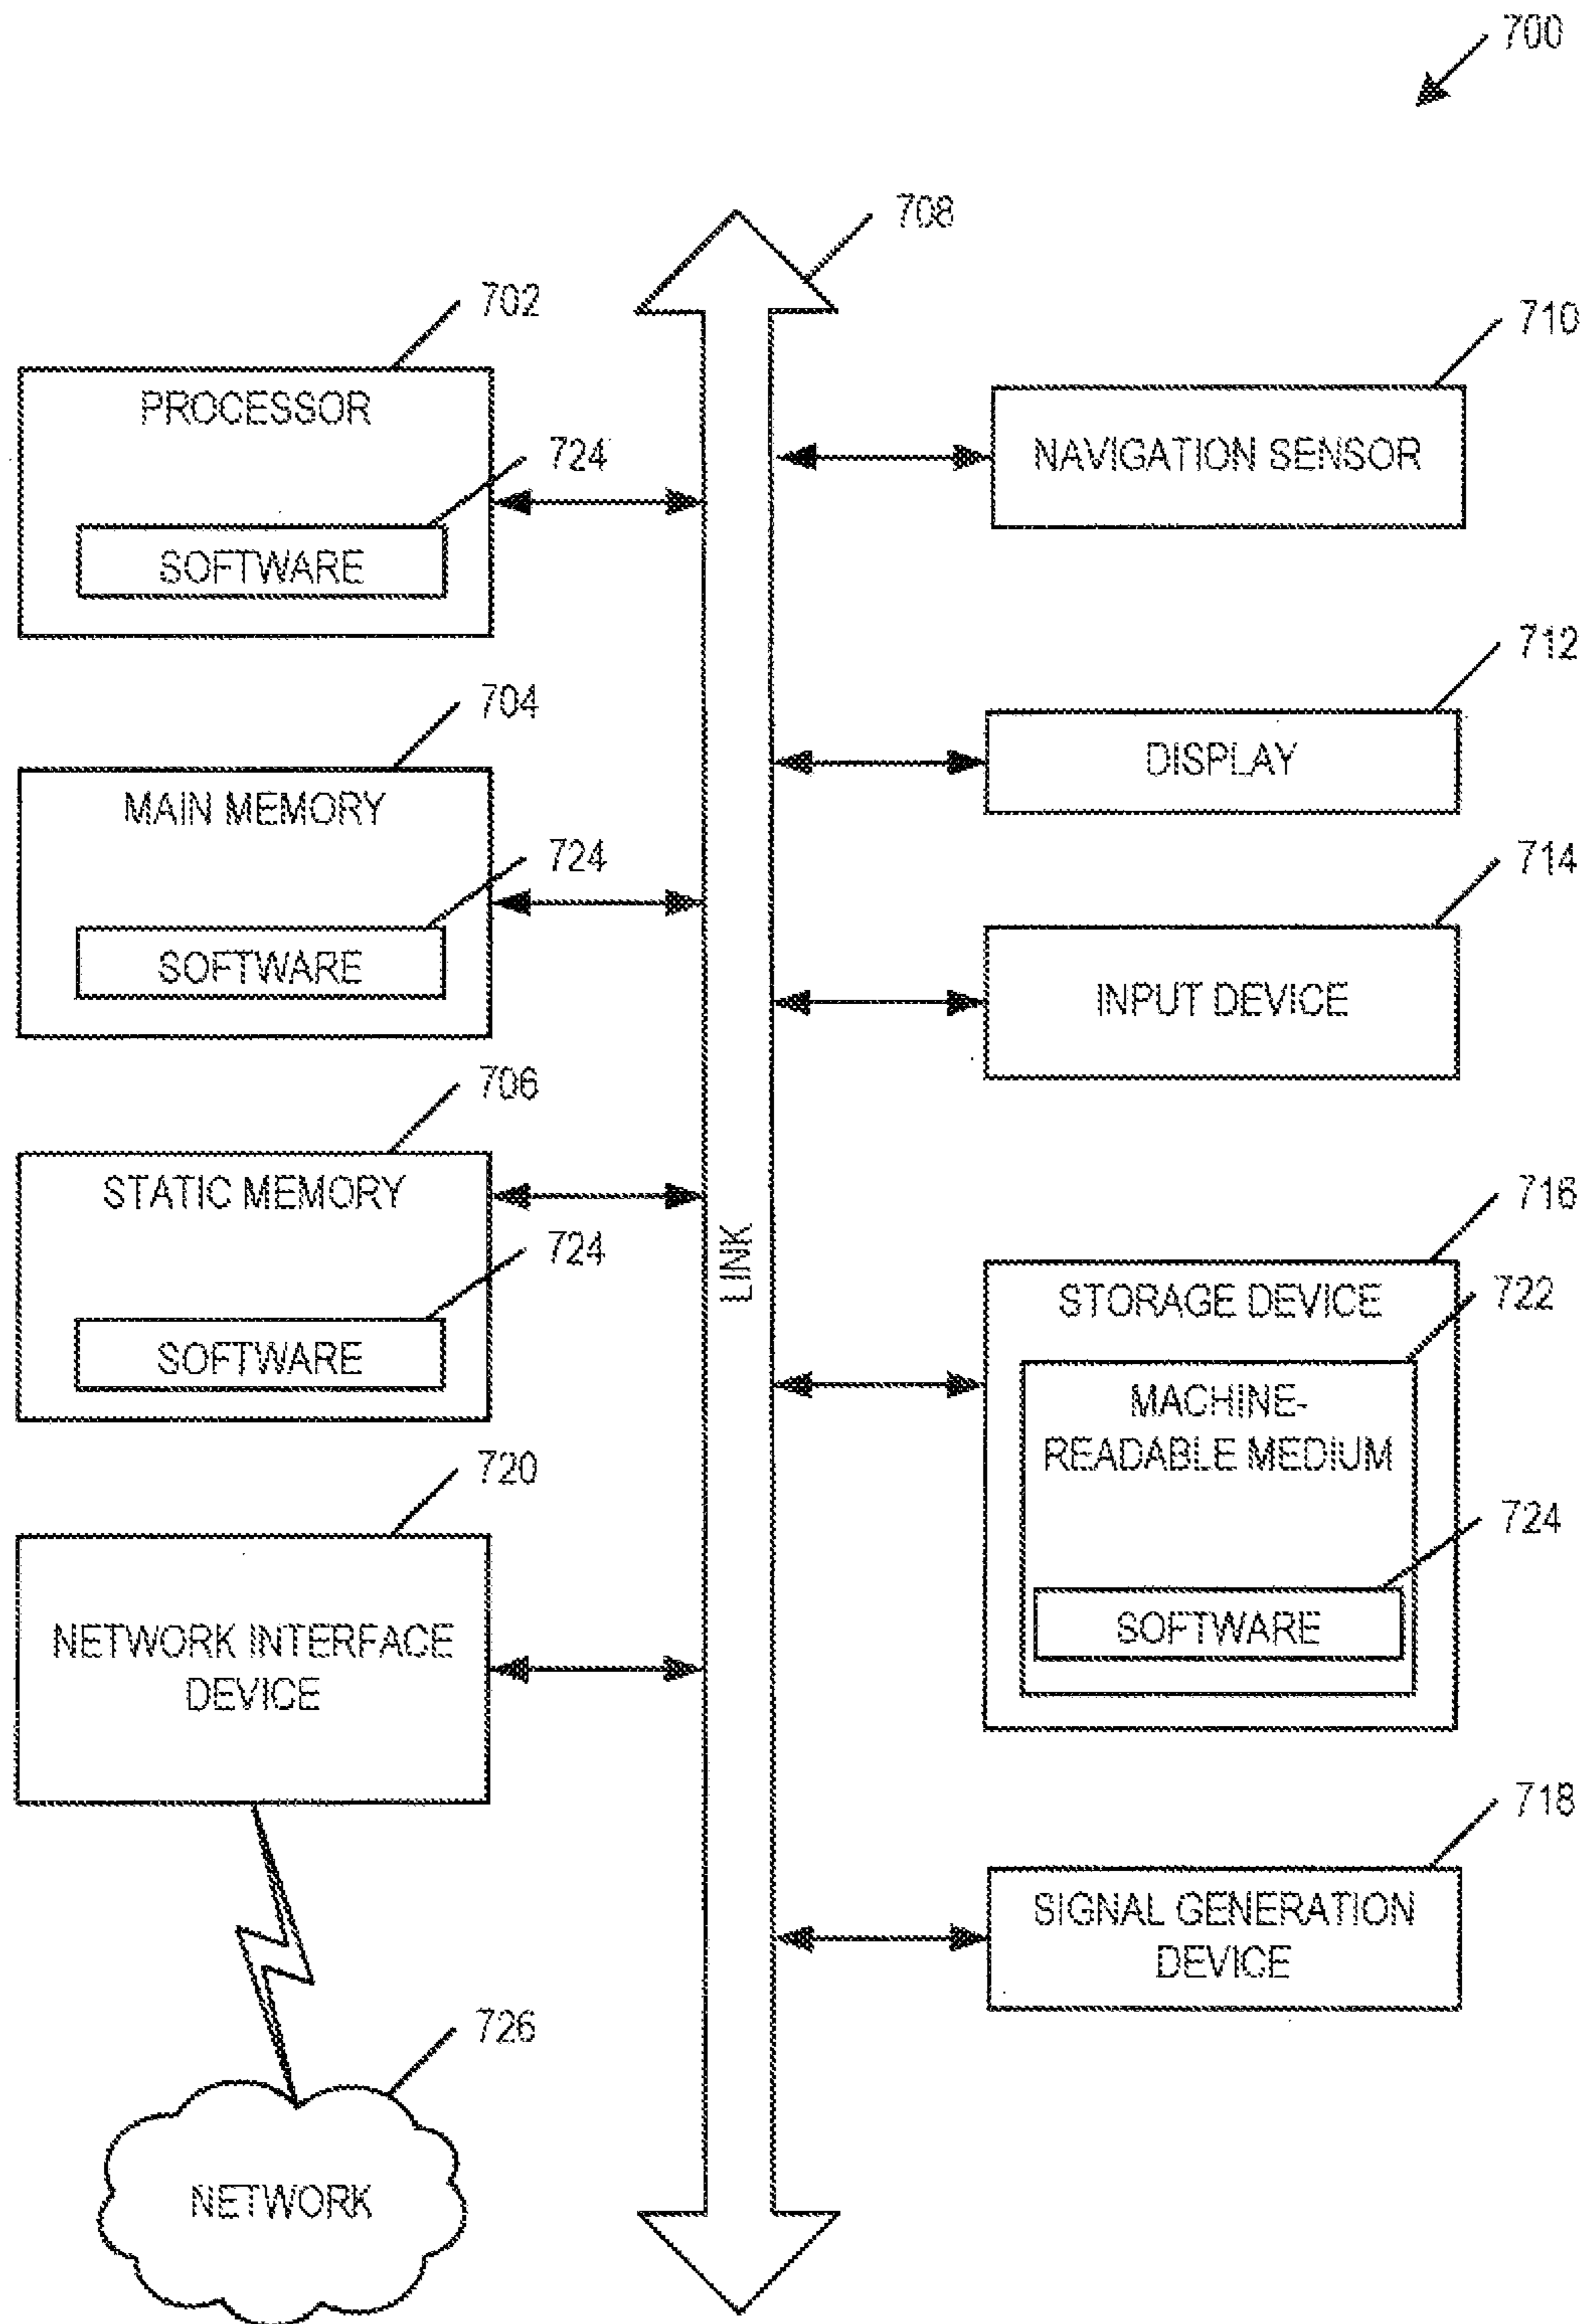 700
708
702
PROCESSOR
724
SOFTWARE
704
MAIN MEMORY
724
SOFTWARE
706
STATIC MEMORY
724
SOFTWARE
720
NETWORK INTERFACE
DEVICE
726
NETWORK
LINK
710
NAVIGATION SENSOR
712
DISPLAY
714
INPUT DEVICE
716
STORAGE DEVICE
722
MACHINE-
READABLE MEDIUM
724
SOFTWARE
718
SIGNAL GENERATION
DEVICE